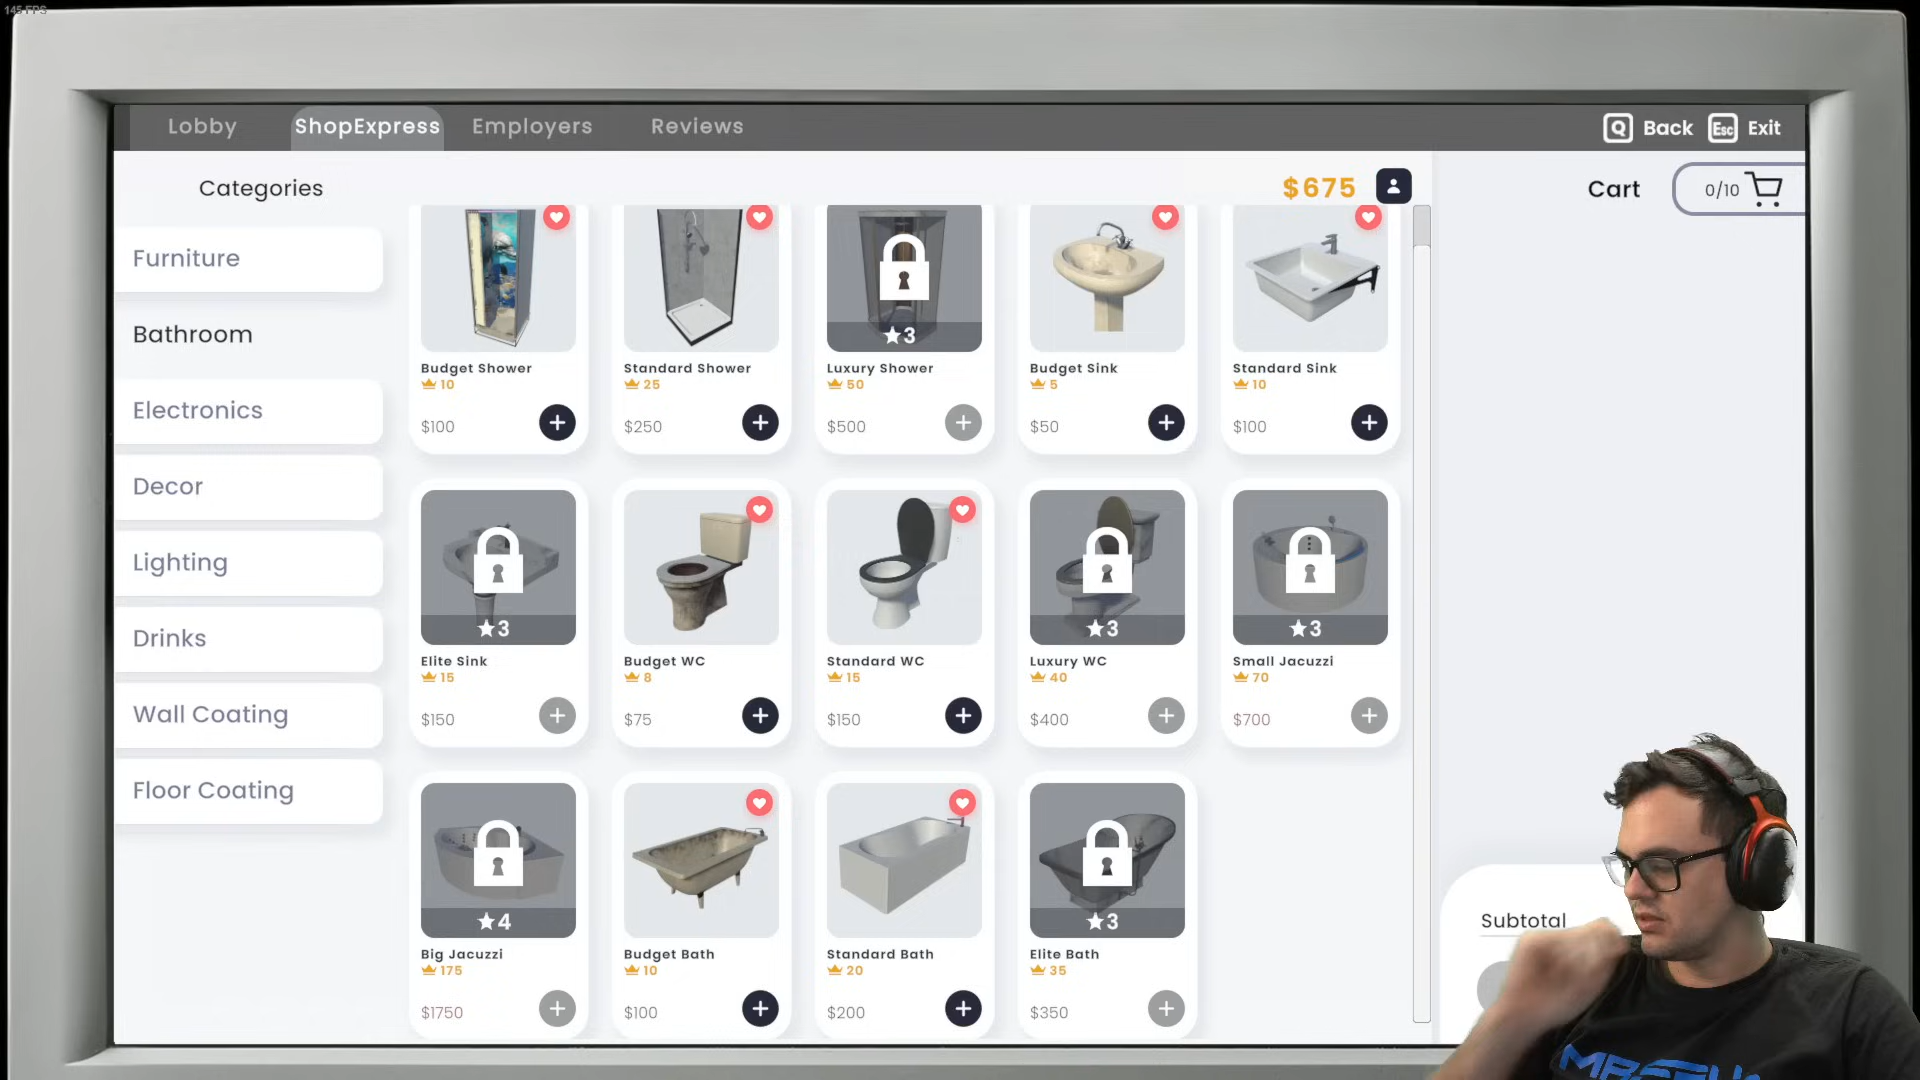 145 FPS
Lobby
ShopExpress
Employers
Reviews
Q Back
Esc Exit
Categories
$675
Cart
0/10
Furniture
Bathroom
Electronics
Decor
Lighting
Drinks
Wall Coating
Floor Coating
Budget Shower
10
$100
Standard Shower
25
$250
3
Luxury Shower
50
$500
Budget Sink
5
$50
Standard Sink
10
$100
3
Elite Sink
15
$150
Budget WC
8
$75
Standard WC
15
$150
3
Luxury WC
40
$400
3
Small Jacuzzi
70
$700
4
Big Jacuzzi
175
$1750
Budget Bath
10
$100
Standard Bath
20
$200
3
Elite Bath
35
$350
Subtotal